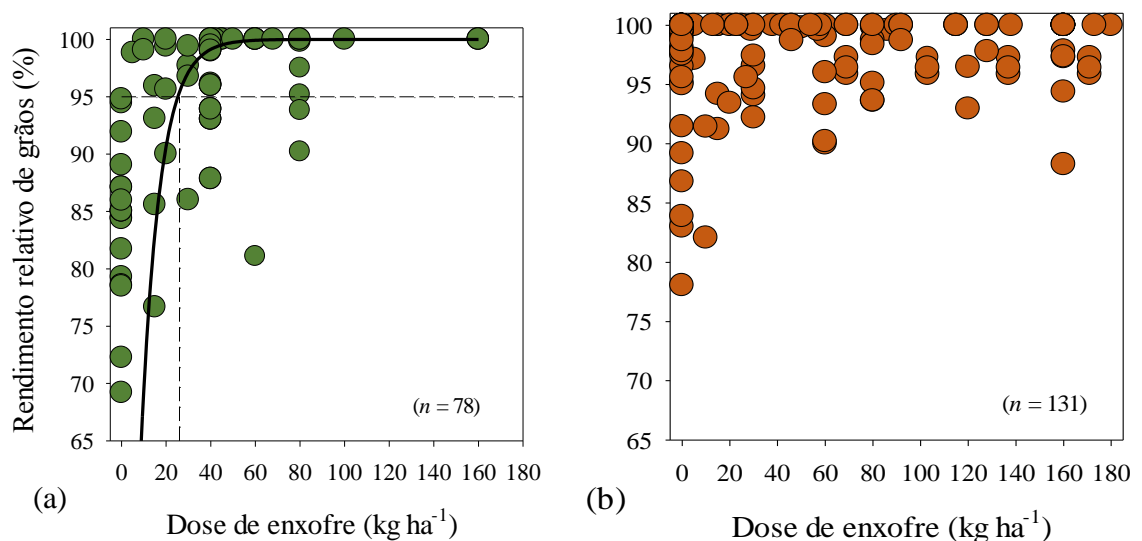 Rendimento relativo de grãos (%)
100
95
90
85
80
75
70
65
(n = 78)
0 20 40 60 80 100 120 140 160 180
(a)
Dose de enxofre (kg ha⁻¹)
100
95
90
85
80
75
70
65
(n = 131)
0 20 40 60 80 100 120 140 160 180
(b)
Dose de enxofre (kg ha⁻¹)